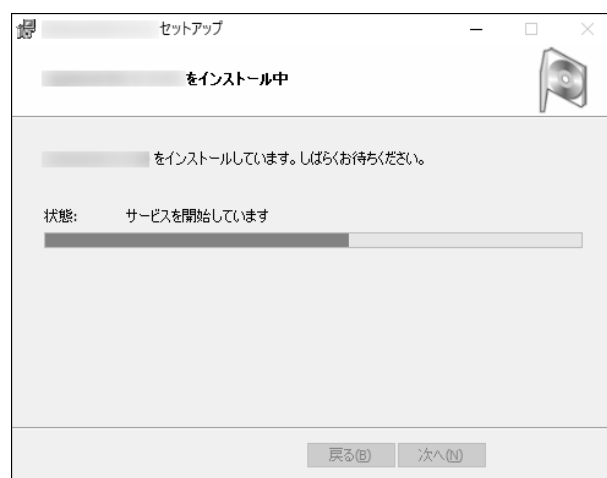 セットアップ
をインストール中
をインストールしています。しばらくお待ちください。
状態: サービスを開始しています
戻る(B) 次へ(N)